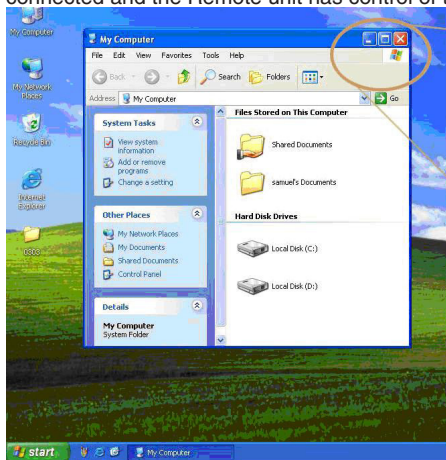 connected and the Remote unit has control of t
My Computer
My Network
Places
Recycle Bin
Internet
Explorer
0303
My Computer
File Edit View Favorites Tools Help
Back Search Folders
Address My Computer Go
System Tasks
View system
information
Add or remove
programs
Change a setting
Other Places
My Network Places
My Documents
Shared Documents
Control Panel
Details
My Computer
System Folder
Files Stored on This Computer
Shared Documents
samuel's Documents
Hard Disk Drives
Local Disk (C:)
Local Disk (D:)
start My Computer